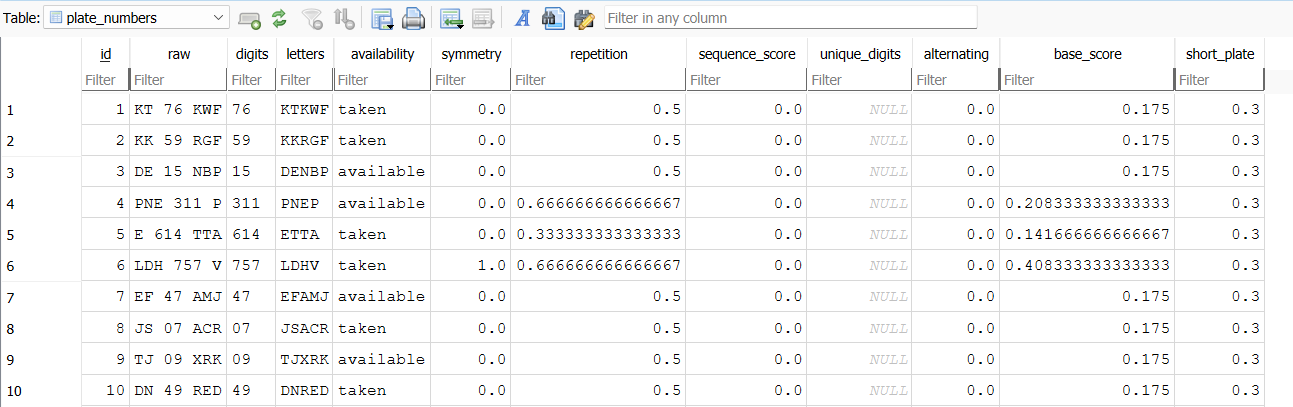 Table: plate_numbers Filter in any column
id raw digits letters availability symmetry repetition sequence_score unique_digits alternating base_score short_plate
Filter Filter Filter Filter Filter Filter Filter Filter Filter Filter Filter Filter
1 1 KT 76 KWF 76 KTKWF taken 0.0 0.5 0.0 NULL 0.0 0.175 0.3
2 2 KK 59 RGF 59 KKRGF taken 0.0 0.5 0.0 NULL 0.0 0.175 0.3
3 3 DE 15 NBP 15 DENBP available 0.0 0.5 0.0 NULL 0.0 0.175 0.3
4 4 PNE 311 P 311 PNEP available 0.0 0.666666666666667 0.0 NULL 0.0 0.208333333333333 0.3
5 5 E 614 TTA 614 ETTA taken 0.0 0.333333333333333 0.0 NULL 0.0 0.141666666666667 0.3
6 6 LDH 757 V 757 LDHV taken 1.0 0.666666666666667 0.0 NULL 0.0 0.408333333333333 0.3
7 7 EF 47 AMJ 47 EFAMJ available 0.0 0.5 0.0 NULL 0.0 0.175 0.3
8 8 JS 07 ACR 07 JSACR taken 0.0 0.5 0.0 NULL 0.0 0.175 0.3
9 9 TJ 09 XRK 09 TJXRK available 0.0 0.5 0.0 NULL 0.0 0.175 0.3
10 10 DN 49 RED 49 DNRED taken 0.0 0.5 0.0 NULL 0.0 0.175 0.3